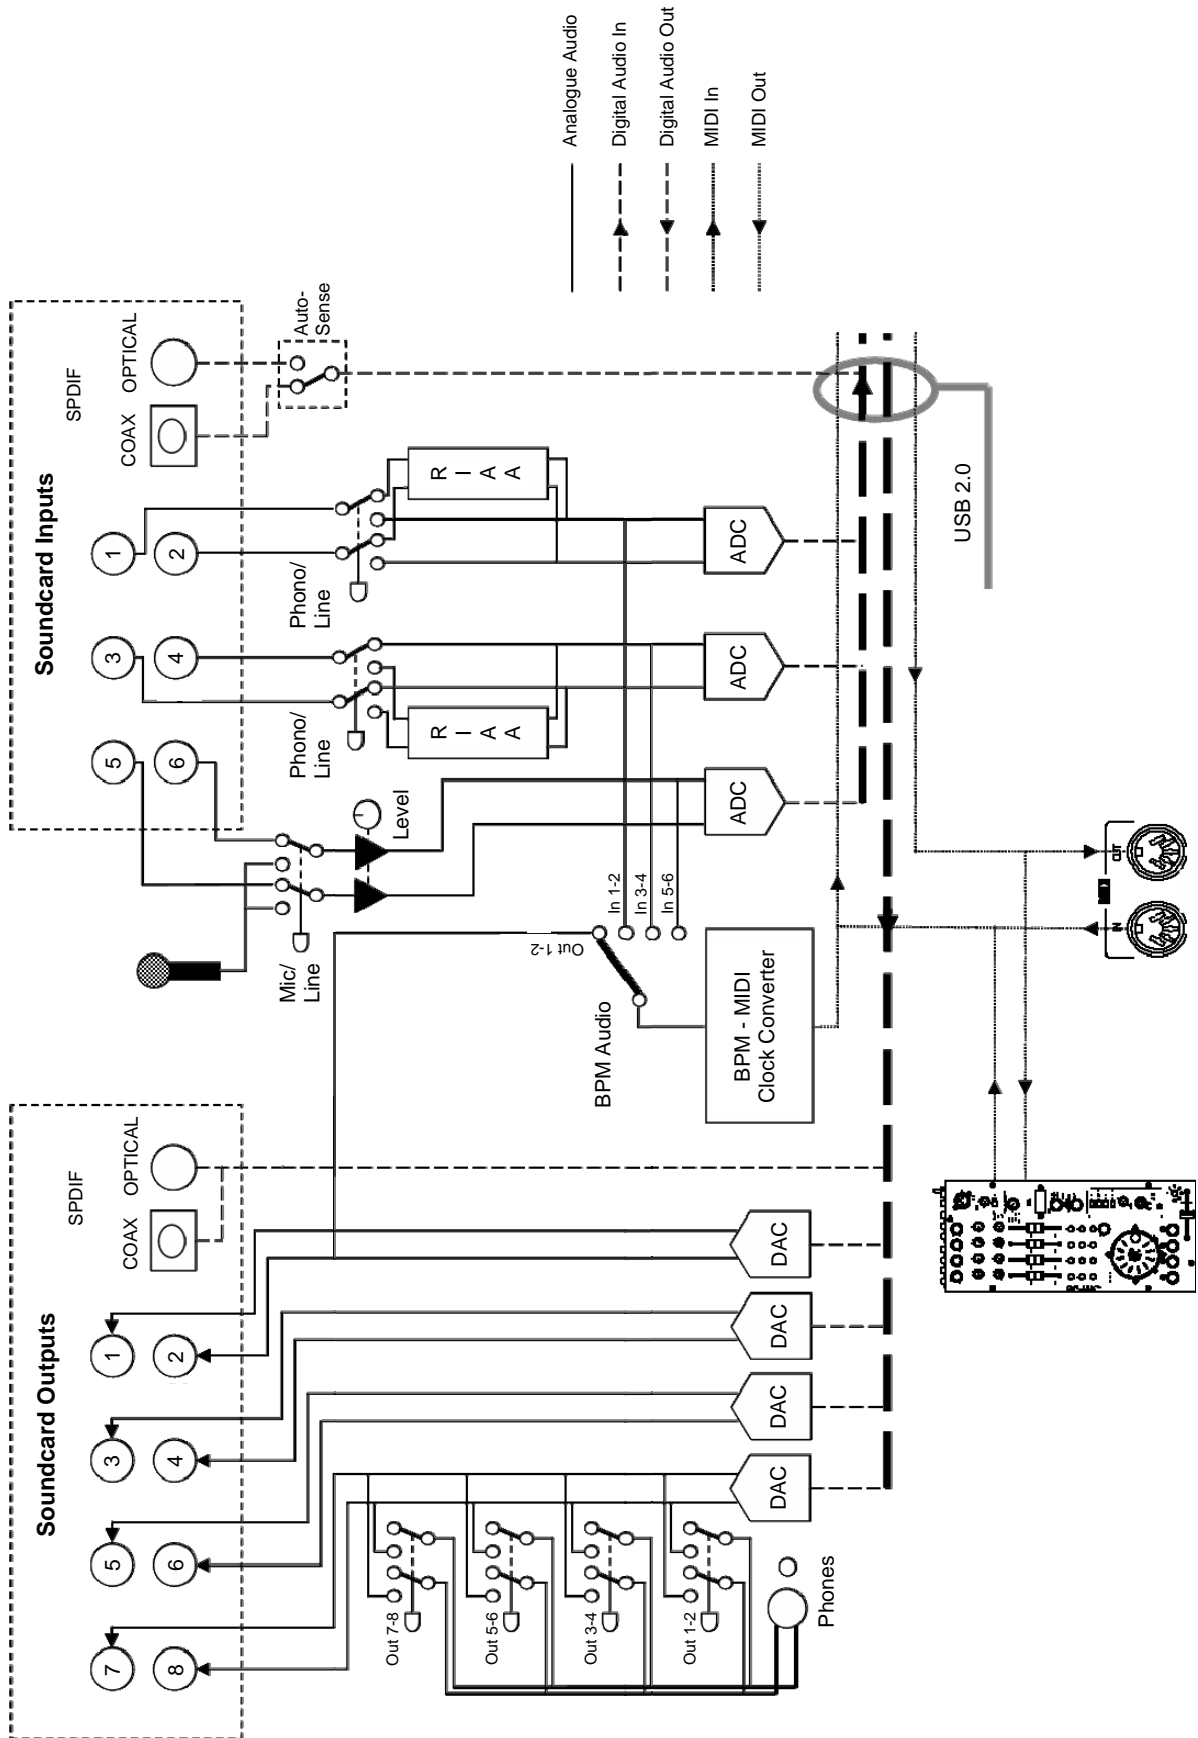 Soundcard Outputs
SPDIF
COAX
OPTICAL
7
5
3
1
8
6
4
2
Out 7-8
Out 5-6
Out 3-4
Out 1-2
Phones
DAC
DAC
DAC
DAC
Soundcard Inputs
SPDIF
COAX
OPTICAL
5
3
1
6
4
2
Mic/
Line
Level
Phono/
Line
Phono/
Line
Auto-
Sense
R I A A
R I A A
ADC
ADC
ADC
Out 1-2
In 1-2
In 3-4
In 5-6
BPM Audio
BPM - MIDI
Clock Converter
USB 2.0
IN
OUT
Analogue Audio
Digital Audio In
Digital Audio Out
MIDI In
MIDI Out